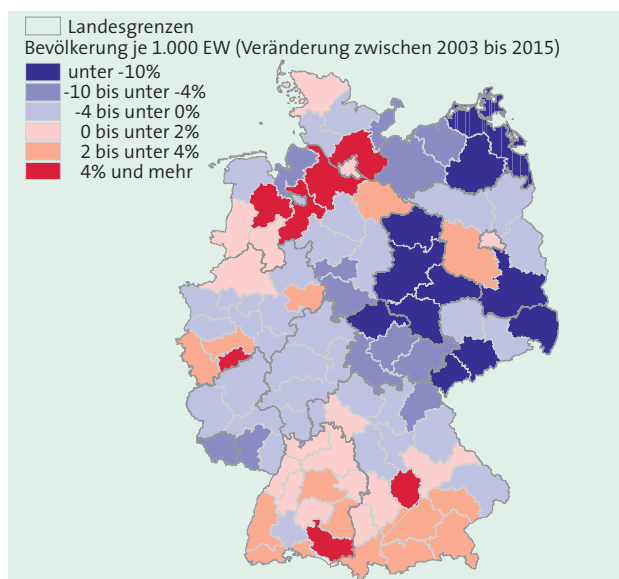 Landesgrenzen
Bevölkerung je 1.000 EW (Veränderung zwischen 2003 bis 2015)
unter -10%
-10 bis unter -4%
-4 bis 0%
0 bis unter 2%
2 bis unter 4%
4% und mehr